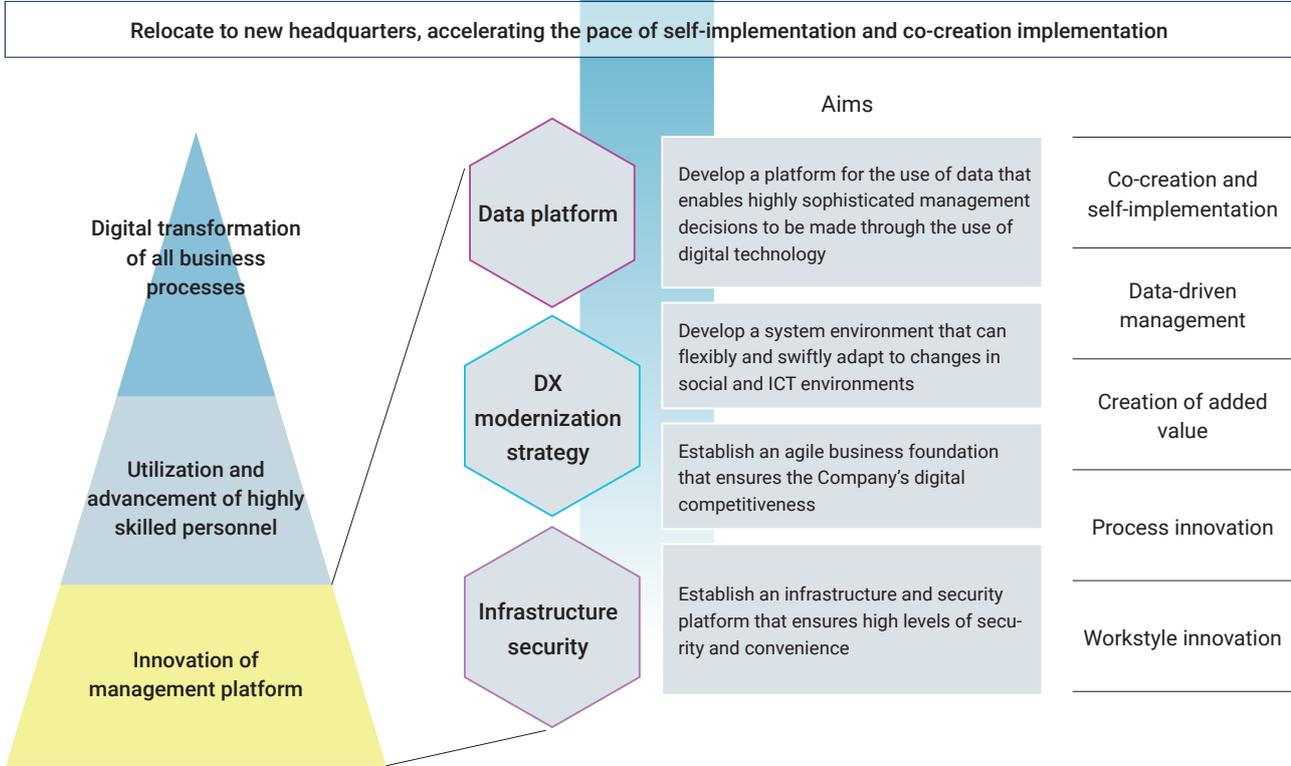 Relocate to new headquarters, accelerating the pace of self-implementation and co-creation implementation
Digital transformation
of all business
processes
Utilization and
advancement of highly
skilled personnel
Innovation of
management platform
Data platform
DX
modernization
strategy
Infrastructure
security
Aims
Develop a platform for the use of data that
enables highly sophisticated management
decisions to be made through the use of
digital technology
Develop a system environment that can
flexibly and swiftly adapt to changes in
social and ICT environments
Establish an agile business foundation
that ensures the Company’s digital
competitiveness
Establish an infrastructure and security
platform that ensures high levels of secu-
rity and convenience
Co-creation and
self-implementation
Data-driven
management
Creation of added
value
Process innovation
Workstyle innovation